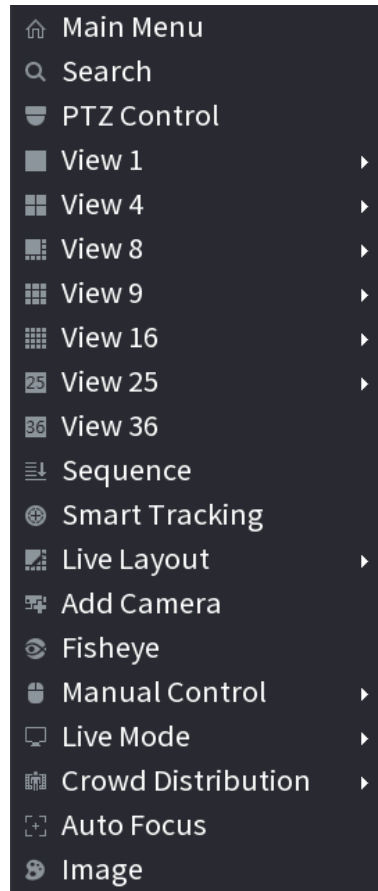 Main Menu
Search
PTZ Control
View 1
View 4
View 8
View 9
View 16
25 View 25
36 View 36
Sequence
Smart Tracking
Live Layout
Add Camera
Fisheye
Manual Control
Live Mode
Crowd Distribution
Auto Focus
Image